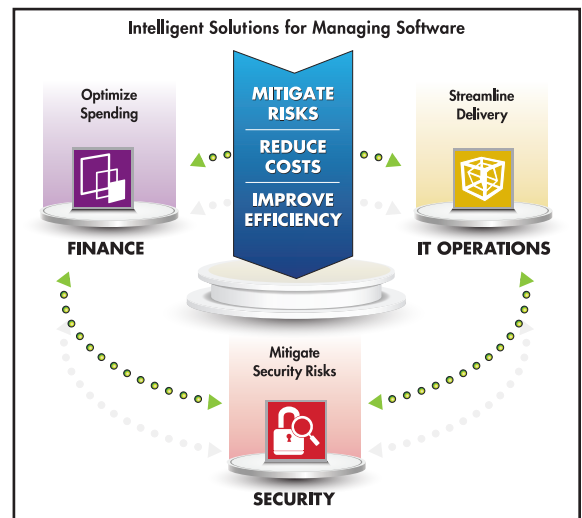 Intelligent Solutions for Managing Software
Optimize
Spending
MITIGATE
RISKS
REDUCE
COSTS
IMPROVE
EFFICIENCY
Streamline
Delivery
FINANCE
IT OPERATIONS
Mitigate
Security Risks
SECURITY